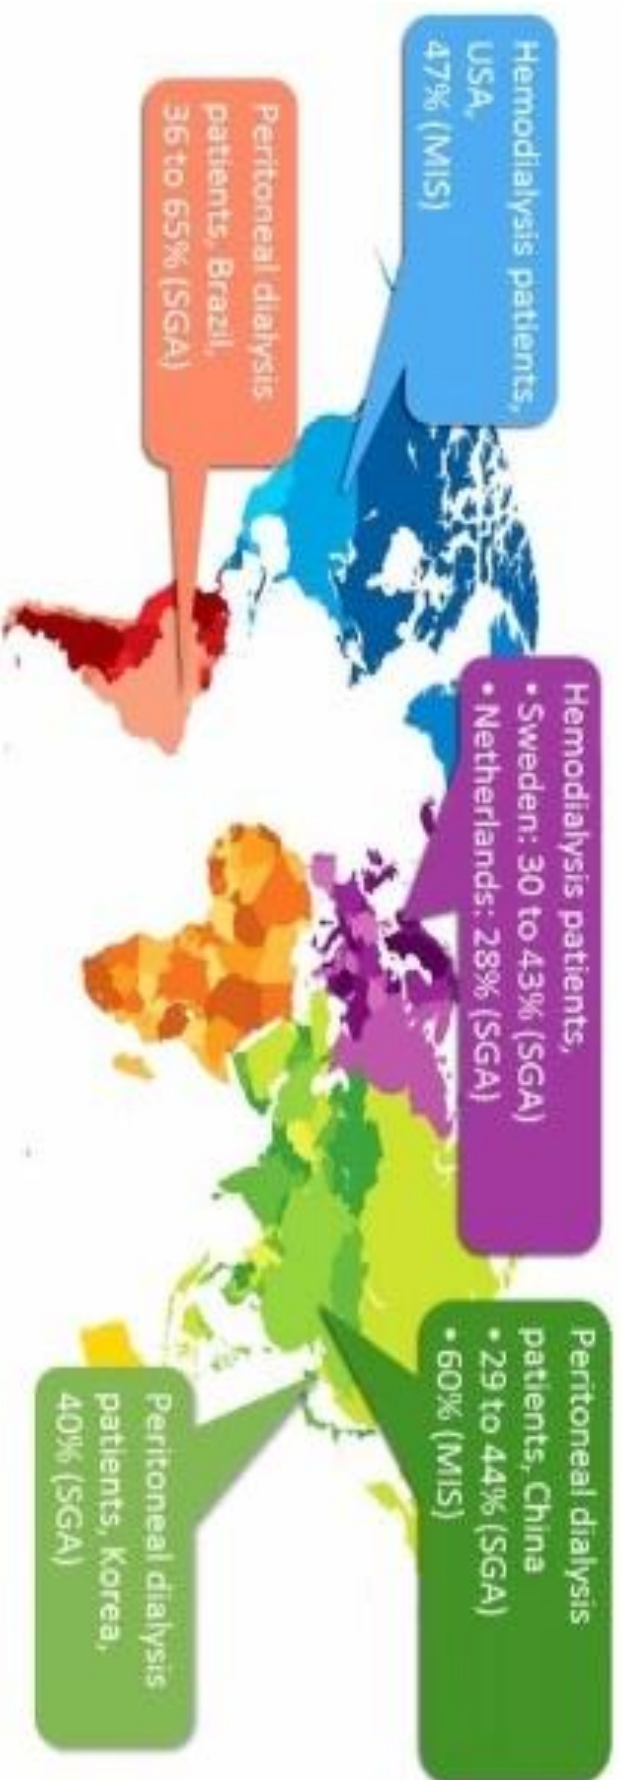 Hemodialysis patients,
USA,
47% (MIS)
Peritoneal dialysis
patients, Brazil,
36 to 65% (SGA)
Hemodialysis patients,
• Sweden: 30 to 43% (SGA)
• Netherlands: 28% (SGA)
Peritoneal dialysis
patients, China
• 29 to 44% (SGA)
• 60% (MIS)
Peritoneal dialysis
patients, Korea,
40% (SGA)